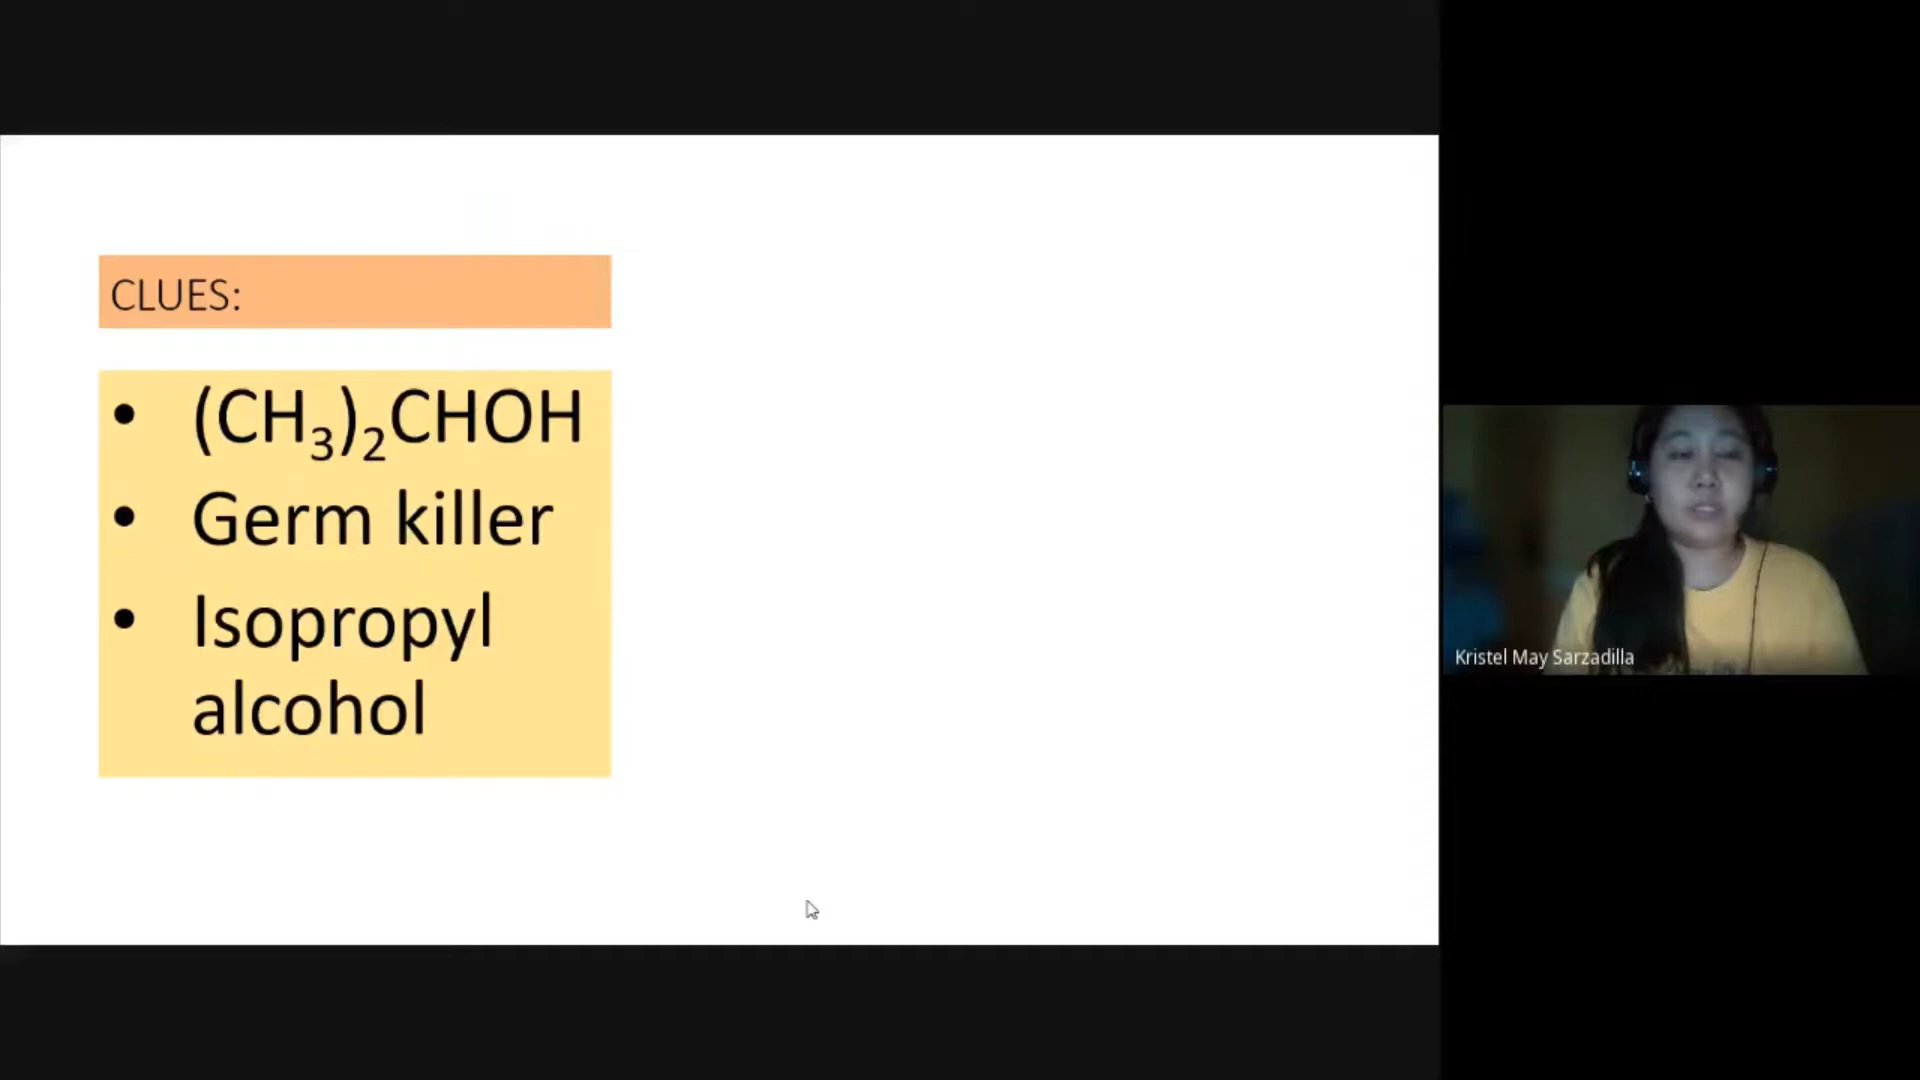 CLUES:
• (CH₃)₂CHOH
• Germ killer
• Isopropyl
alcohol
Kristel May Sarzadilla